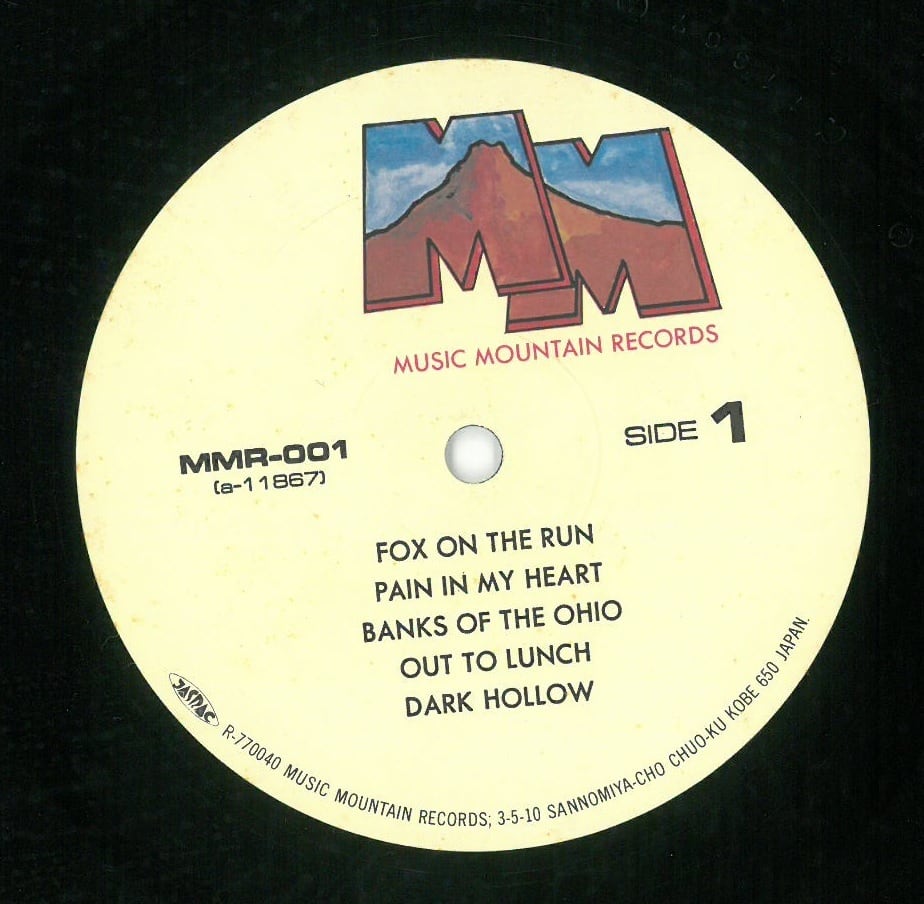 MM
MUSIC MOUNTAIN RECORDS
MMR-001
(a-11867)
SIDE 1
FOX ON THE RUN
PAIN IN MY HEART
BANKS OF THE OHIO
OUT TO LUNCH
DARK HOLLOW
JASRAC
R-770040 MUSIC MOUNTAIN RECORDS; 3-5-10 SANNOMIYA-CHO CHUO-KU KOBE 650 JAPAN.